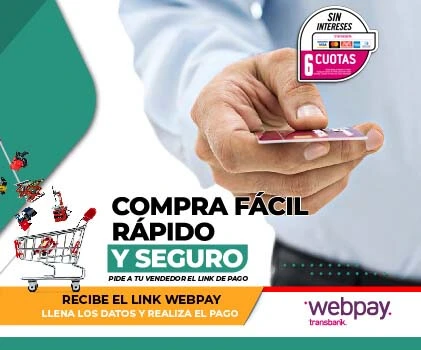 SIN
INTERESES
6 CUOTAS
COMPRA FÁCIL
RÁPIDO
Y SEGURO
PIDE A TU VENDEDOR EL LINK DE PAGO
RECIBE EL LINK WEBPAY
LLENA LOS DATOS Y REALIZA EL PAGO
webpay.
transbank.